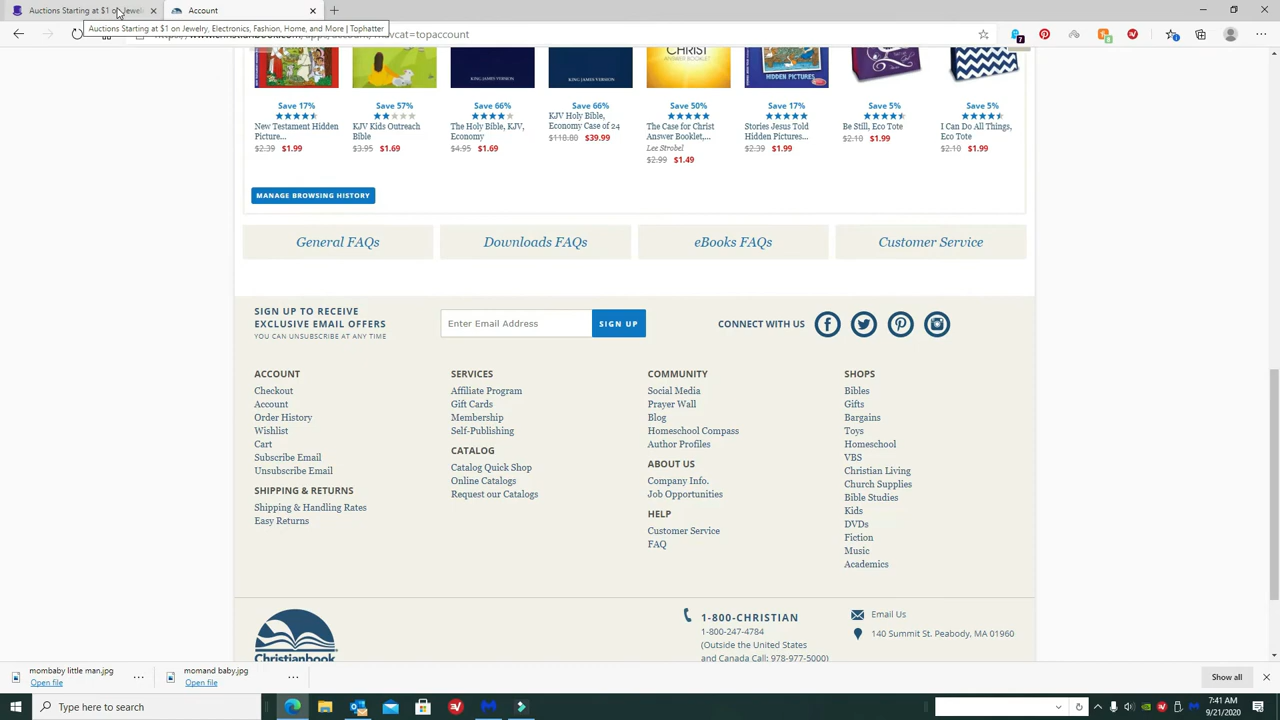 Auctions Starting at $1 o
Account
Auctions Starting at $1 on Jewelry, Electronics, Fashion, Home, and More | Tophatter
KING JAMES VERSION
KING JAMES VERSION
CHRIST
ANSWER BOOKLET
HIDDEN PICTURES
Save 17%
New Testament Hidden
Picture...
$2.39 $1.99
Save 57%
KJV Kids Outreach
Bible
$3.95 $1.69
Save 66%
The Holy Bible, KJV,
Economy
$4.95 $1.69
Save 66%
KJV Holy Bible,
Economy Case of 24
$118.80 $39.99
Save 50%
The Case for Christ
Answer Booklet,...
Lee Strobel
$2.99 $1.49
Save 17%
Stories Jesus Told
Hidden Pictures...
$2.39 $1.99
Save 5%
Be Still, Eco Tote
$2.10 $1.99
Save 5%
I Can Do All Things,
Eco Tote
$2.10 $1.99
MANAGE BROWSING HISTORY
General FAQs
Downloads FAQs
eBooks FAQs
Customer Service
SIGN UP TO RECEIVE
EXCLUSIVE EMAIL OFFERS
YOU CAN UNSUBSCRIBE AT ANY TIME
Enter Email Address
SIGN UP
CONNECT WITH US
ACCOUNT
Checkout
Account
Order History
Wishlist
Cart
Subscribe Email
Unsubscribe Email
SHIPPING & RETURNS
Shipping & Handling Rates
Easy Returns
SERVICES
Affiliate Program
Gift Cards
Membership
Self-Publishing
CATALOG
Catalog Quick Shop
Online Catalogs
Request our Catalogs
COMMUNITY
Social Media
Prayer Wall
Blog
Homeschool Compass
Author Profiles
ABOUT US
Company Info.
Job Opportunities
HELP
Customer Service
FAQ
SHOPS
Bibles
Gifts
Bargains
Toys
Homeschool
VBS
Christian Living
Church Supplies
Bible Studies
Kids
DVDs
Fiction
Music
Academics
Christianbook
1-800-CHRISTIAN
1-800-247-4784
(Outside the United States
and Canada Call: 978-977-5000)
Email Us
140 Summit St. Peabody, MA 01960
mombaby little man.jpg
Open file
momand baby.jpg
Open file
Show all
Type here to search
7:41 AM
9/21/2020